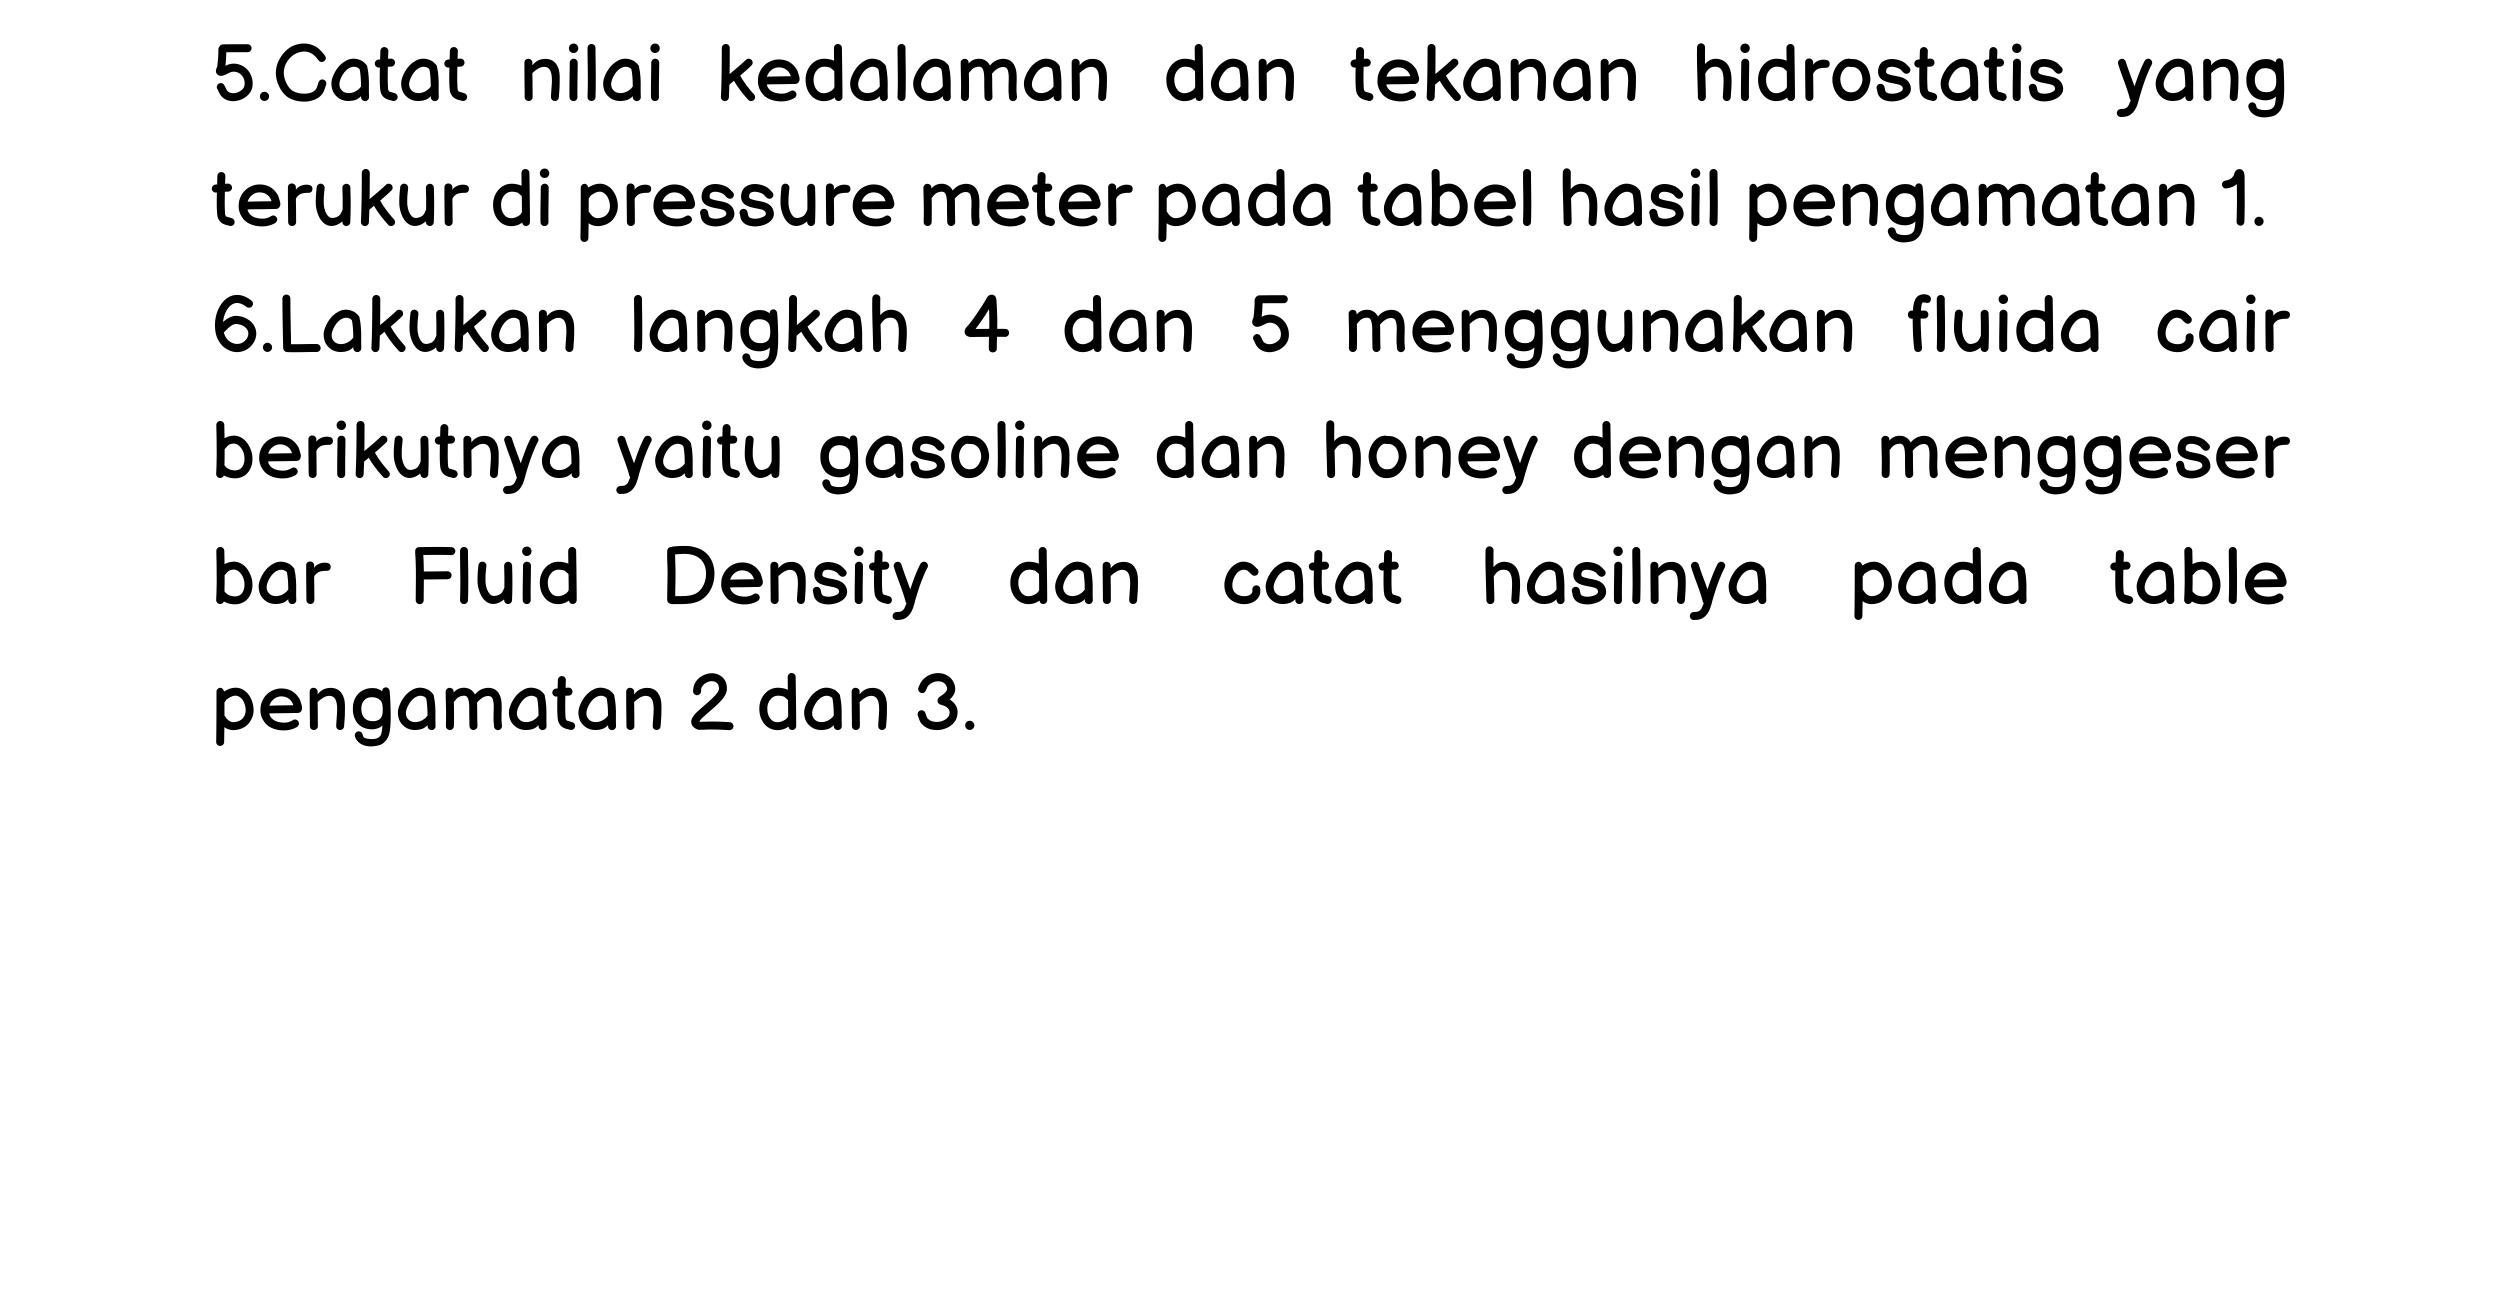 5.Catat nilai kedalaman dan tekanan hidrostatis yang
terukur di pressure meter pada tabel hasil pengamatan 1.
6.Lakukan langkah 4 dan 5 menggunakan fluida cair
berikutnya yaitu gasoline dan honey dengan menggeser
bar Fluid Density dan catat hasilnya pada table
pengamatan 2 dan 3.